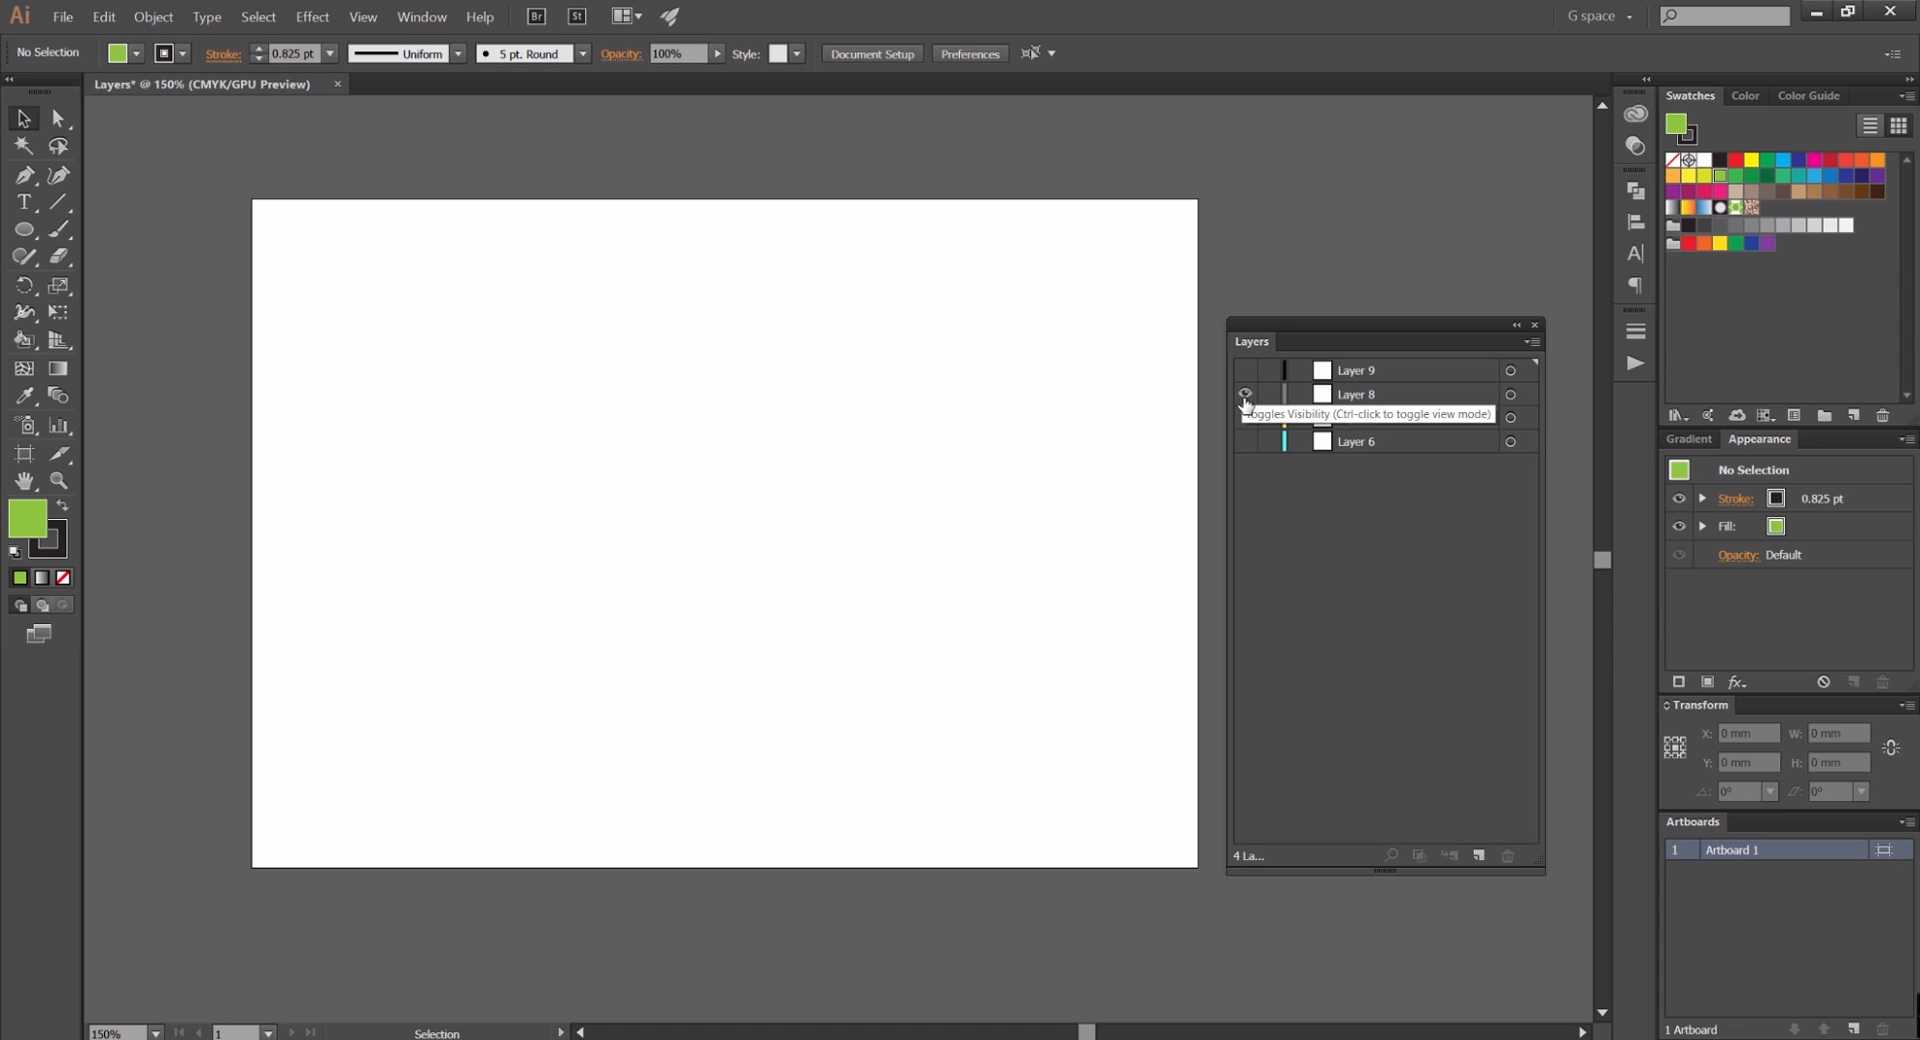 Ai File Edit Object Type Select Effect View Window Help Br St G space
No Selection Stroke: 0.825 pt Uniform 5 pt. Round Opacity: 100% Style: Document Setup Preferences
Layers* @ 150% (CMYK/GPU Preview) ×
Swatches Color Color Guide
Layers
Layer 9
Layer 8
oggles Visibility (Ctrl-click to toggle view mode)
Layer 6
4 La...
Gradient Appearance
No Selection
Stroke: 0.825 pt
Fill:
Opacity: Default
fx
Transform
X: 0 mm W: 0 mm
Y: 0 mm H: 0 mm
0° 0°
Artboards
1 Artboard 1
1 Artboard
150% 1 Selection